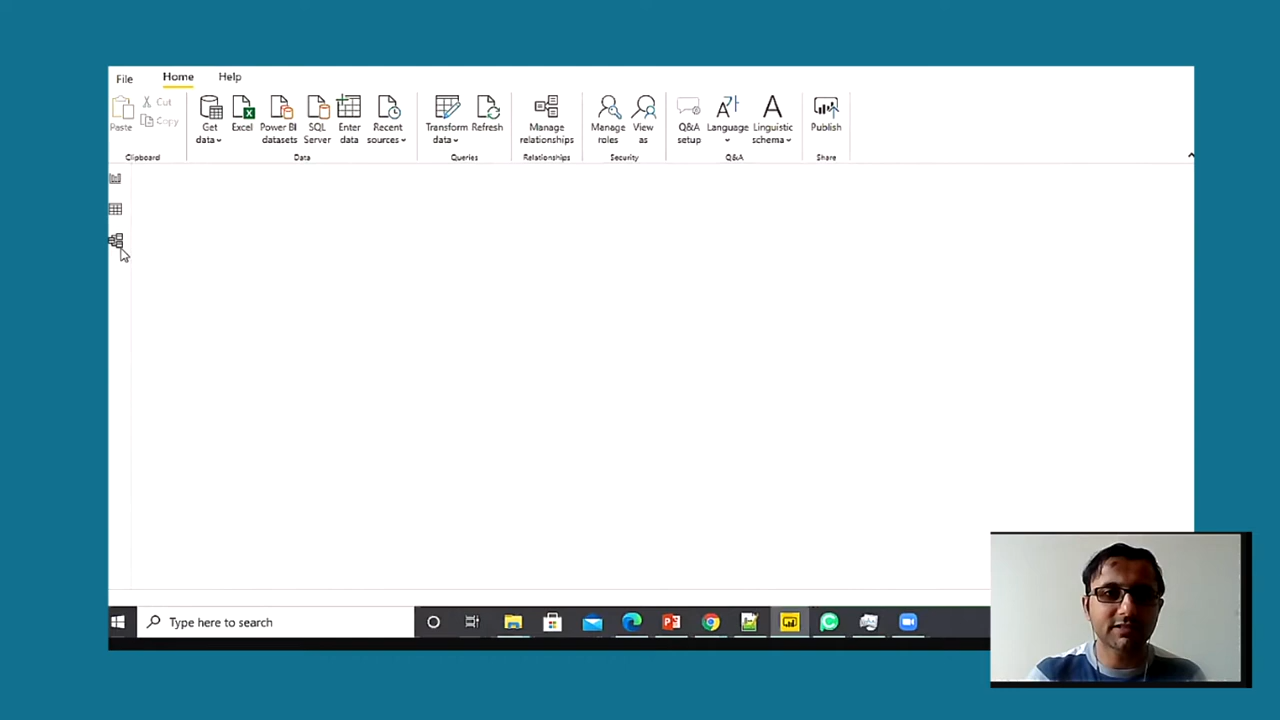 File Home Help
Cut
Copy
Paste
Get data
Excel
Power BI datasets
SQL Server
Enter data
Recent sources
Transform data
Refresh
Manage relationships
Manage roles
View as
Q&A setup
Language
Linguistic schema
Publish
Clipboard Data Queries Relationships Security Q&A Share
Type here to search